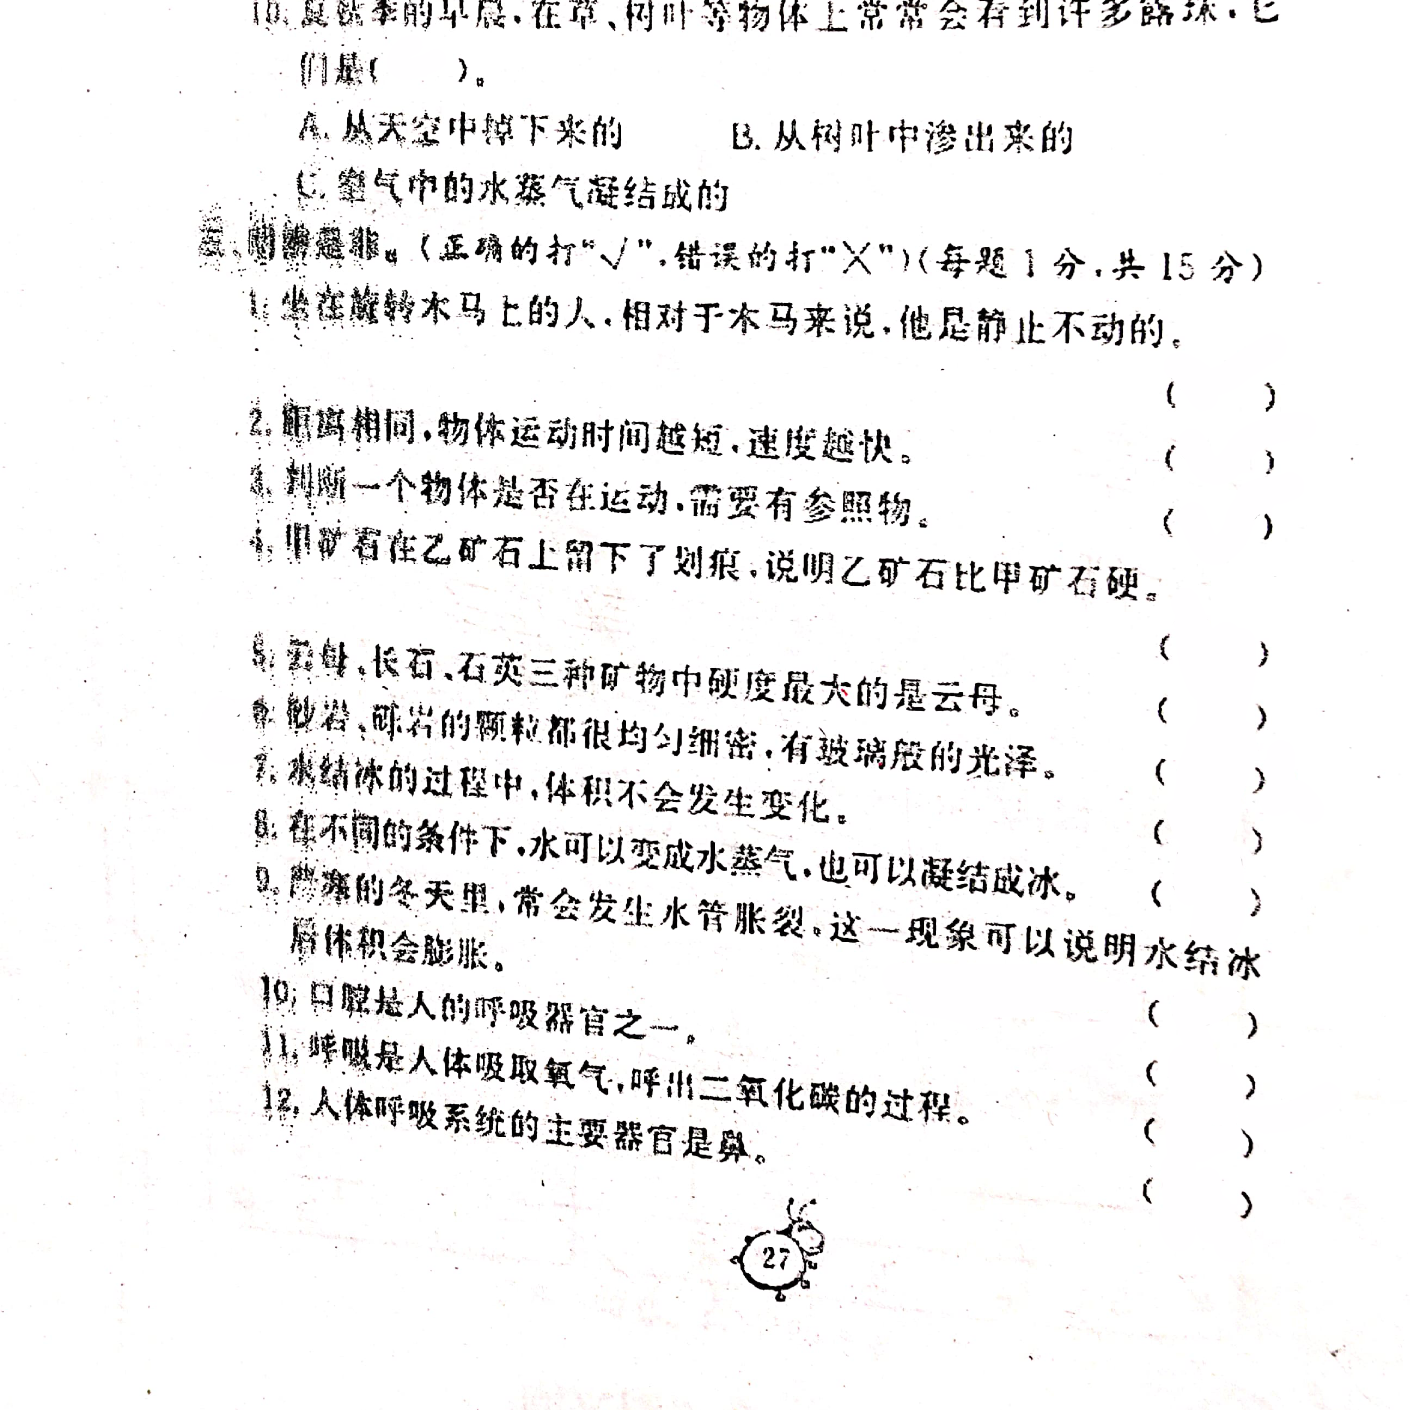 10. 夏秋季的早晨,在草、树叶等物体上常常会看到许多露珠,它
们是(  )。
A. 从天空中掉下来的  B. 从树叶中渗出来的
C. 空气中的水蒸气凝结成的
三、明辨是非。(正确的打“√”,错误的打“╳”)(每题1分,共15分)
1. 坐在旋转木马上的人,相对于木马来说,他是静止不动的。
(  )
2. 距离相同,物体运动时间越短,速度越快。 (  )
3. 判断一个物体是否在运动,需要有参照物。 (  )
4. 甲矿石在乙矿石上留下了划痕,说明乙矿石比甲矿石硬。
(  )
5. 云母、长石、石英三种矿物中硬度最大的是云母。 (  )
6. 砂岩、砾岩的颗粒都很均匀细密,有玻璃般的光泽。 (  )
7. 水结冰的过程中,体积不会发生变化。 (  )
8. 在不同的条件下,水可以变成水蒸气,也可以凝结成冰。 (  )
9. 严寒的冬天里,常会发生水管胀裂。这一现象可以说明水结冰
后体积会膨胀。 (  )
10. 口腔是人的呼吸器官之一。 (  )
11. 呼吸是人体吸取氧气,呼出二氧化碳的过程。 (  )
12. 人体呼吸系统的主要器官是鼻。 (  )
27